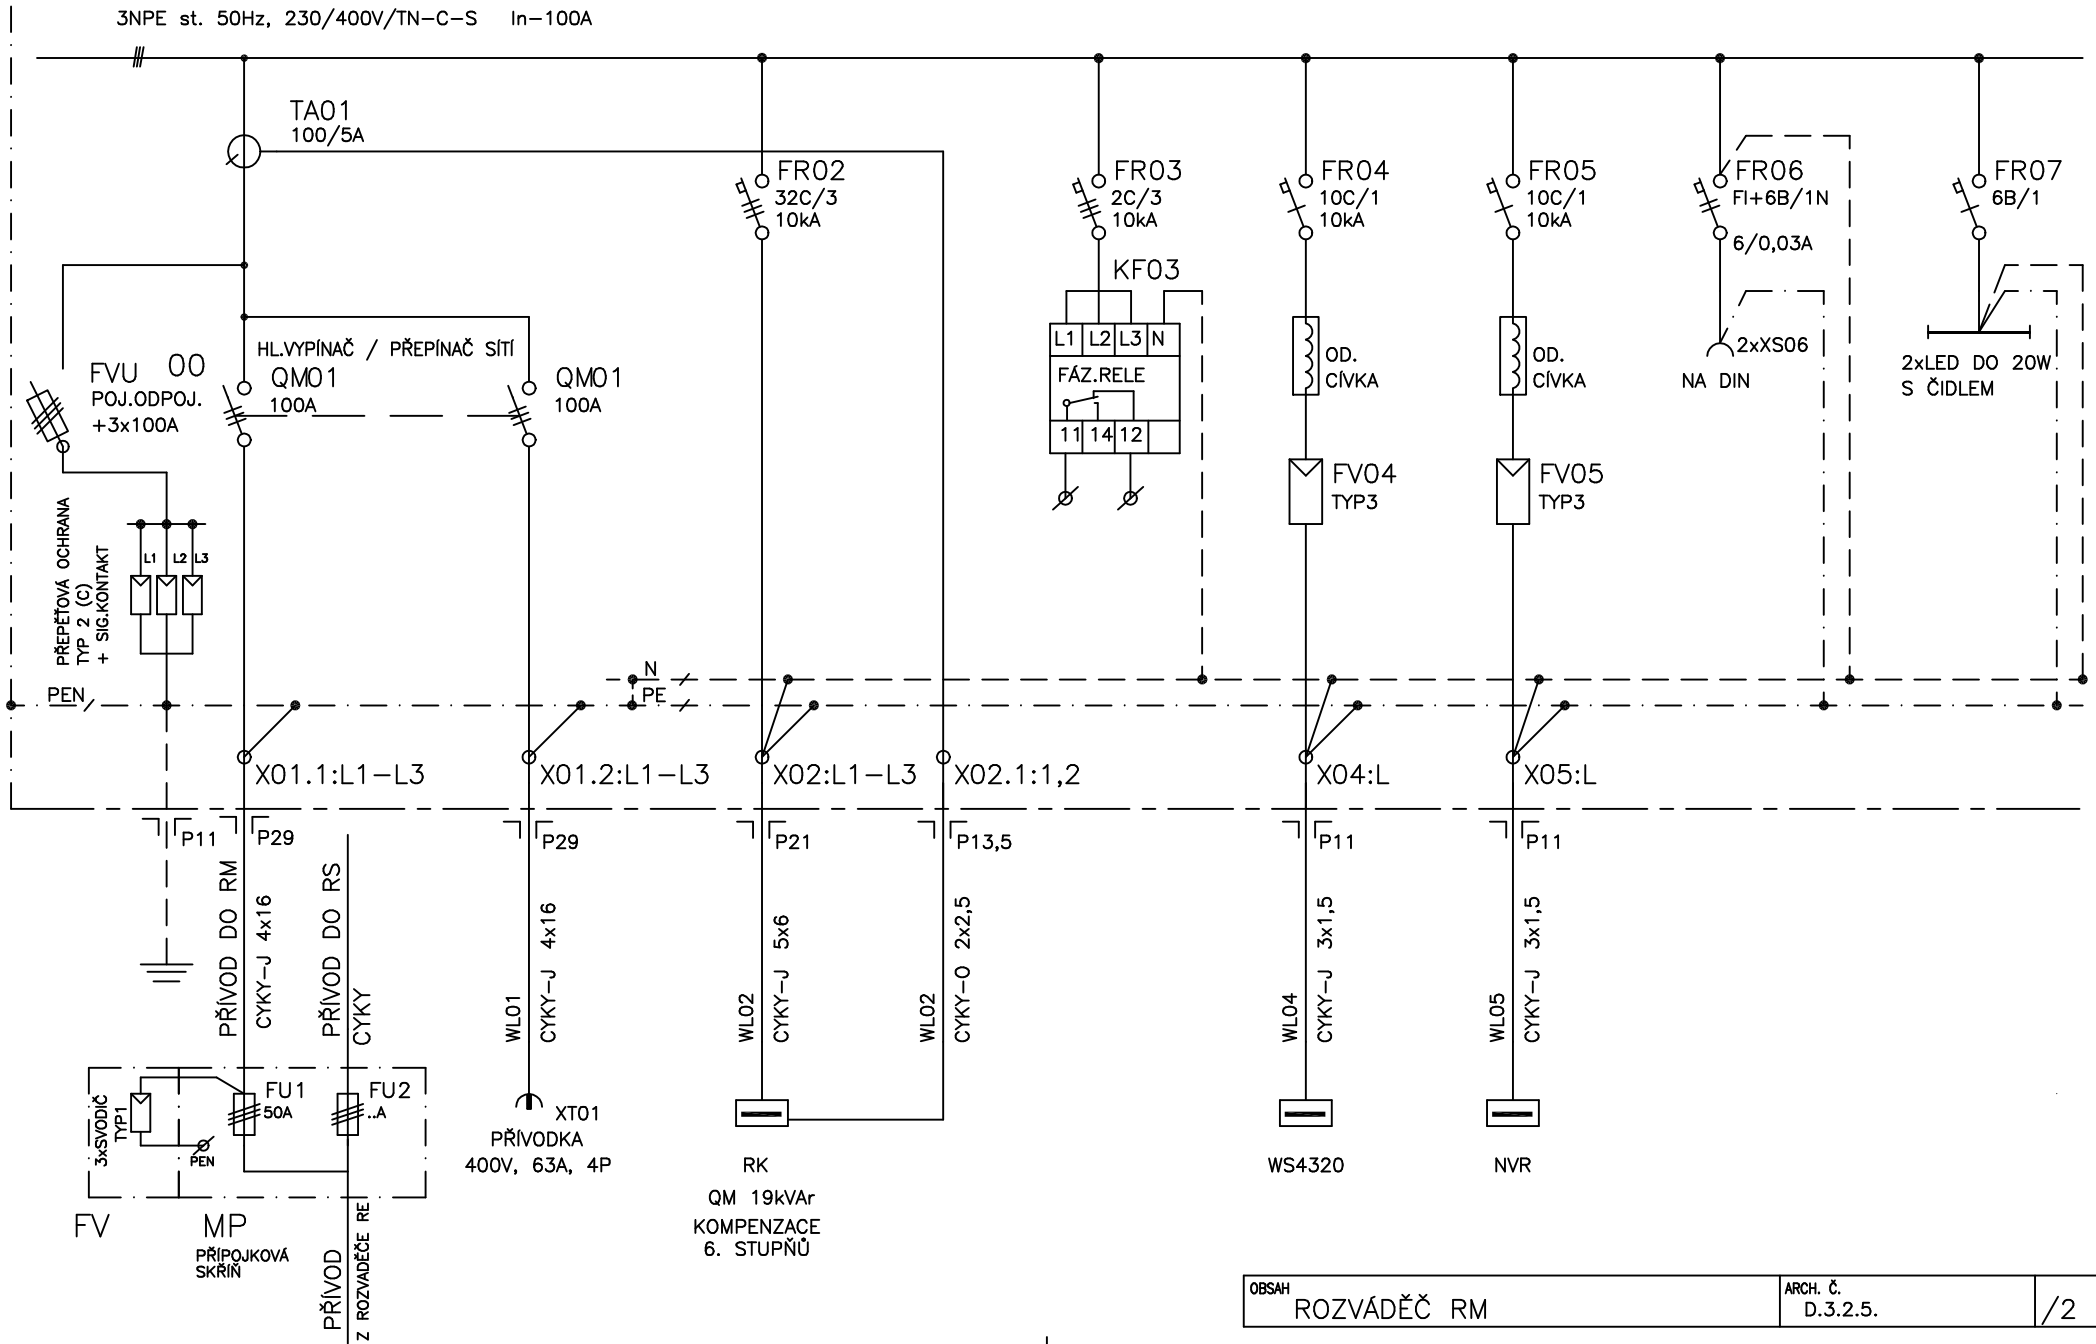 3NPE st. 50Hz, 230/400V/TN-C-S In-100A
TA01
100/5A
FR02
32C/3
10kA
FR03
2C/3
10kA
FR04
10C/1
10kA
FR05
10C/1
10kA
FR06
FI+6B/1N
6/0,03A
FR07
6B/1
KF03
L1 L2 L3 N
FÁZ.RELE
11 14 12
HL.VYPÍNAČ / PŘEPÍNAČ SÍTÍ
FVU 00
POJ.ODPOJ.
+3x100A
QM01
100A
QM01
100A
OD.
CÍVKA
OD.
CÍVKA
2xXS06
NA DIN
2xLED DO 20W
S ČIDLEM
FV04
TYP3
FV05
TYP3
PŘEPĚŤOVÁ OCHRANA
TYP 2 (C)
+ SIG.KONTAKT
L1 L2 L3
PEN
N
PE
X01.1:L1-L3
X01.2:L1-L3
X02:L1-L3
X02.1:1,2
X04:L
X05:L
P11
P29
P29
P21
P13,5
P11
P11
PŘÍVOD DO RM
CYKY-J 4x16
PŘÍVOD DO RS
CYKY
WL01
CYKY-J 4x16
WL02
CYKY-J 5x6
WL02
CYKY-O 2x2,5
WL04
CYKY-J 3x1,5
WL05
CYKY-J 3x1,5
3xSVODIČ
TYP1
PEN
FU1
50A
FU2
..A
XT01
PŘÍVODKA
400V, 63A, 4P
RK
QM 19kVAr
KOMPENZACE
6. STUPŇŮ
WS4320
NVR
FV
MP
PŘÍPOJKOVÁ
SKŘÍŇ
PŘÍVOD
Z ROZVADĚČE RE
OBSAH
ROZVÁDĚČ RM
ARCH. Č.
D.3.2.5.
/2